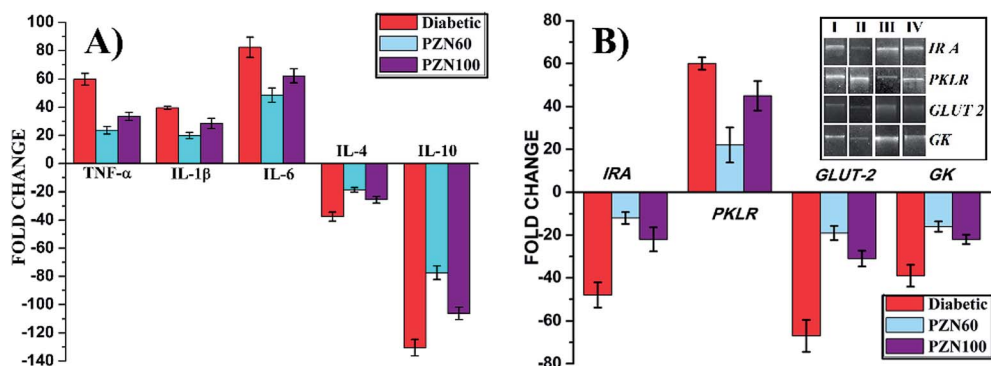 A)
Diabetic
PZN60
PZN100
FOLD CHANGE
100
80
60
40
20
0
-20
-40
-60
-80
-100
-120
-140
TNF-α
IL-1β
IL-6
IL-4
IL-10
B)
I II III IV
IR A
PKLR
GLUT 2
GK
FOLD CHANGE
80
60
40
20
0
-20
-40
-60
-80
IRA
PKLR
GLUT-2
GK
Diabetic
PZN60
PZN100